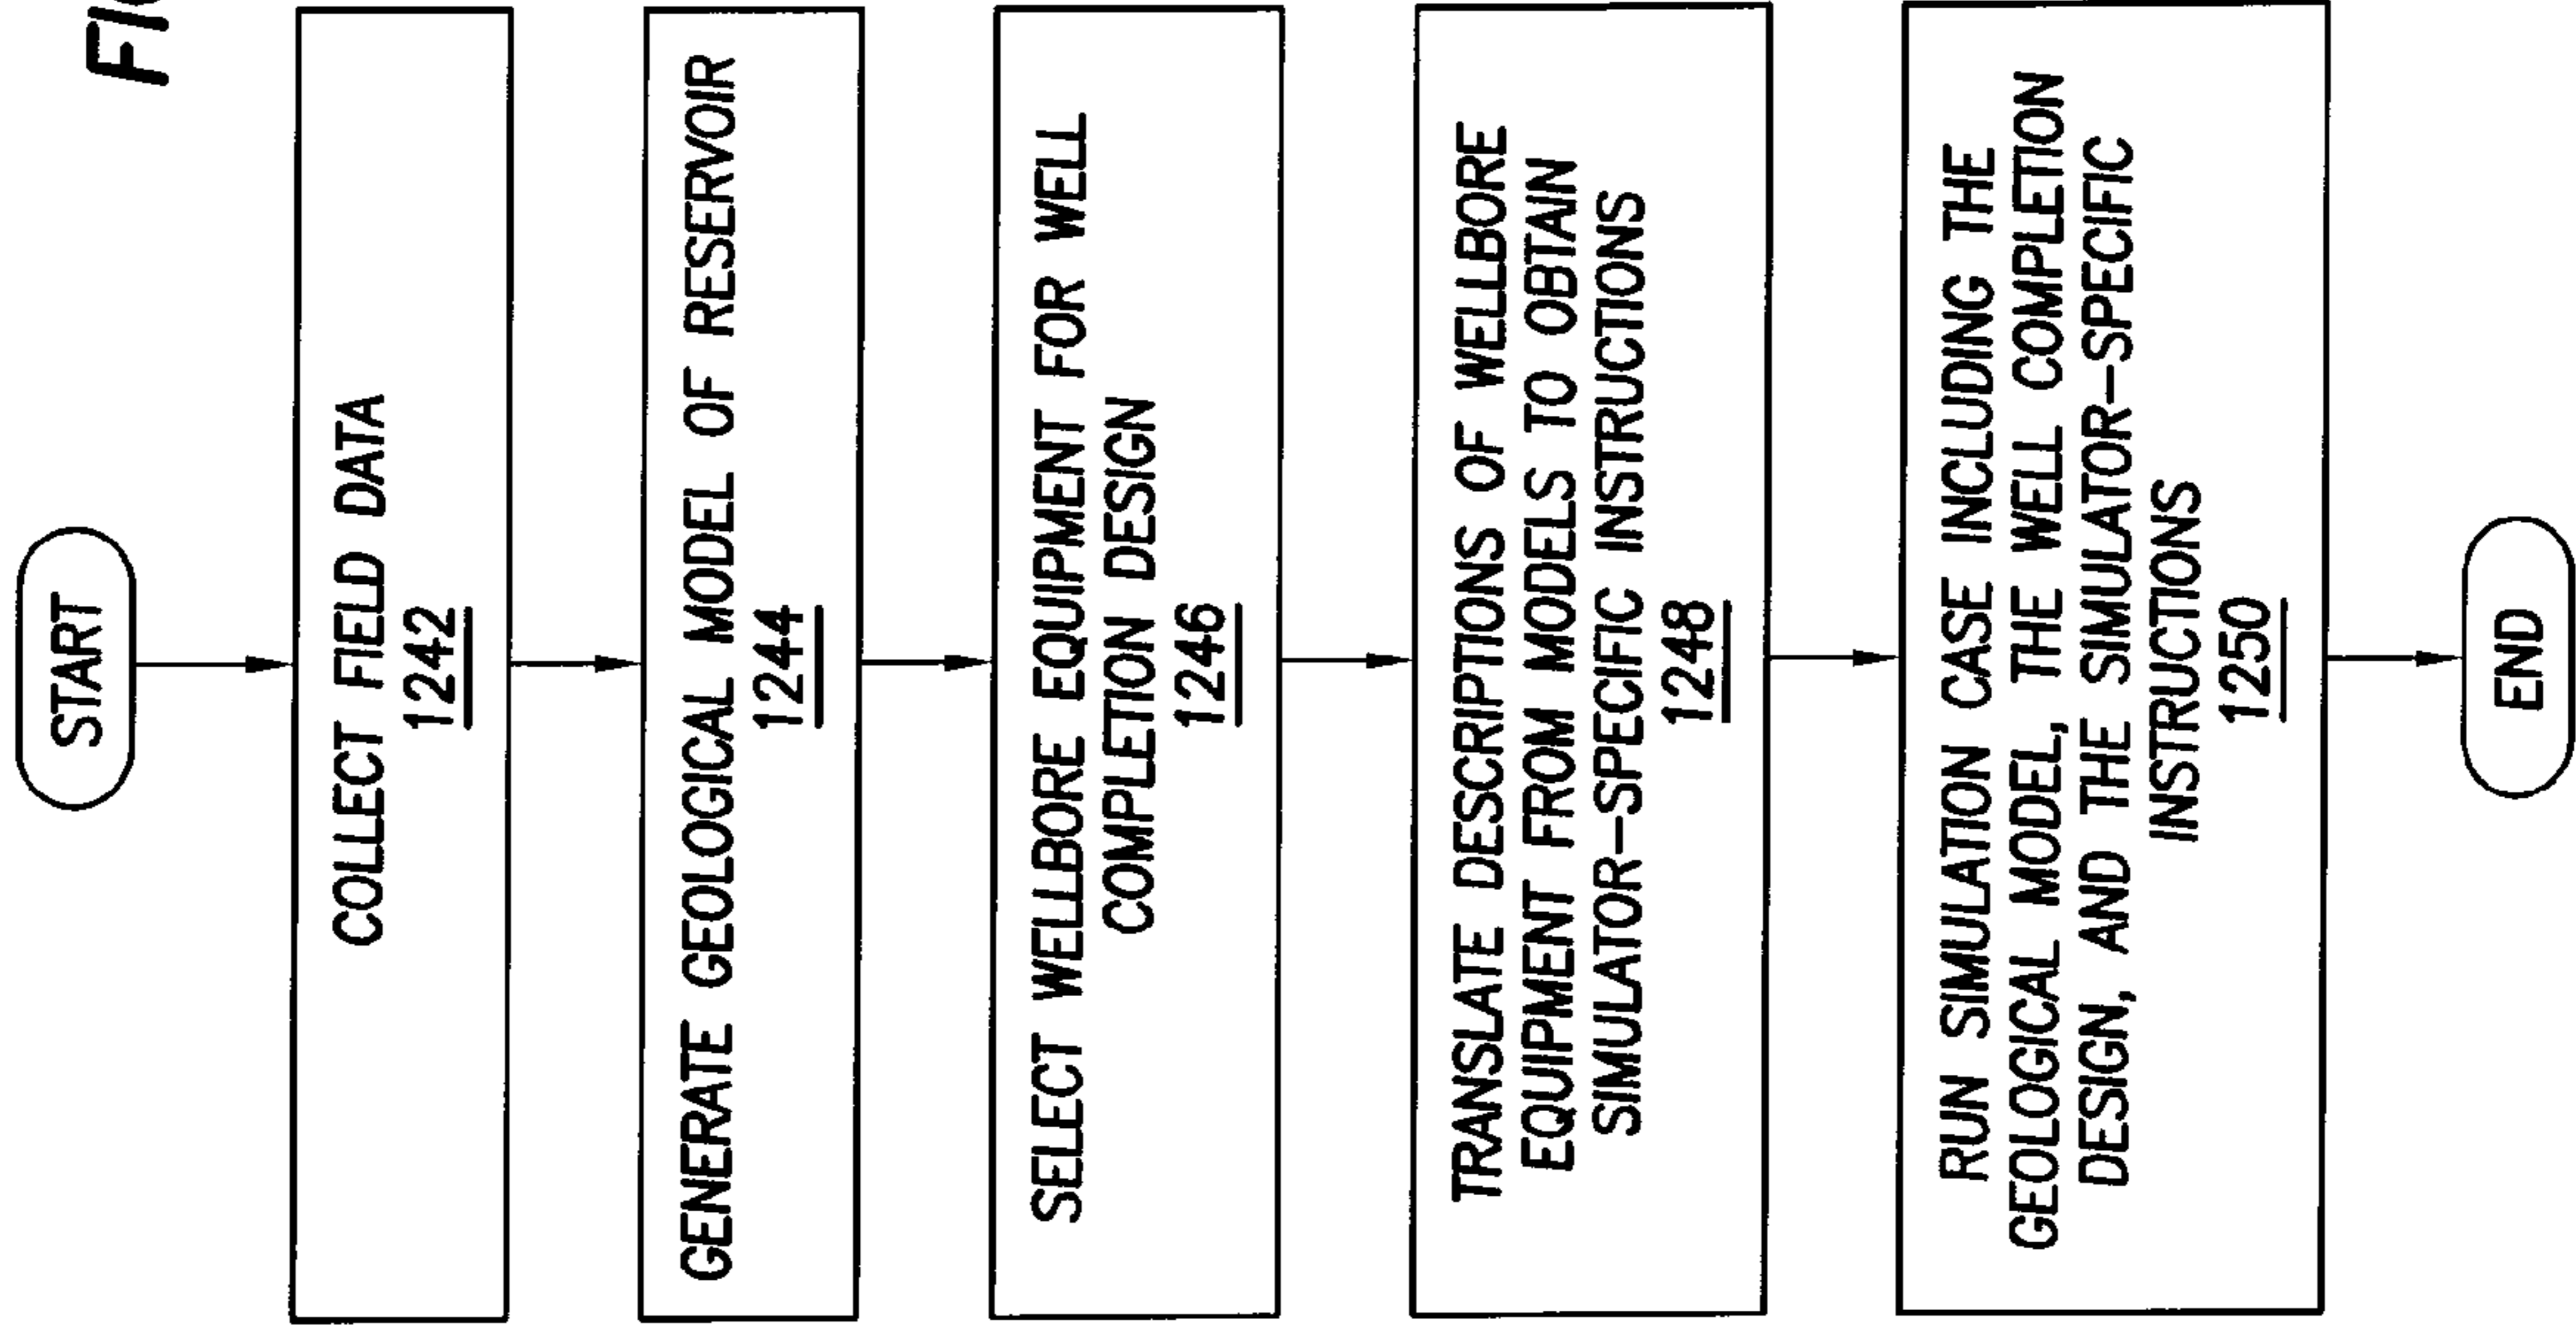 START
COLLECT FIELD DATA
1242
GENERATE GEOLOGICAL MODEL OF RESERVOIR
1244
SELECT WELLBORE EQUIPMENT FOR WELL
COMPLETION DESIGN
1246
TRANSLATE DESCRIPTIONS OF WELLBORE
EQUIPMENT FROM MODELS TO OBTAIN
SIMULATOR–SPECIFIC INSTRUCTIONS
1248
RUN SIMULATION CASE INCLUDING THE
GEOLOGICAL MODEL, THE WELL COMPLETION
DESIGN, AND THE SIMULATOR–SPECIFIC
INSTRUCTIONS
1250
END